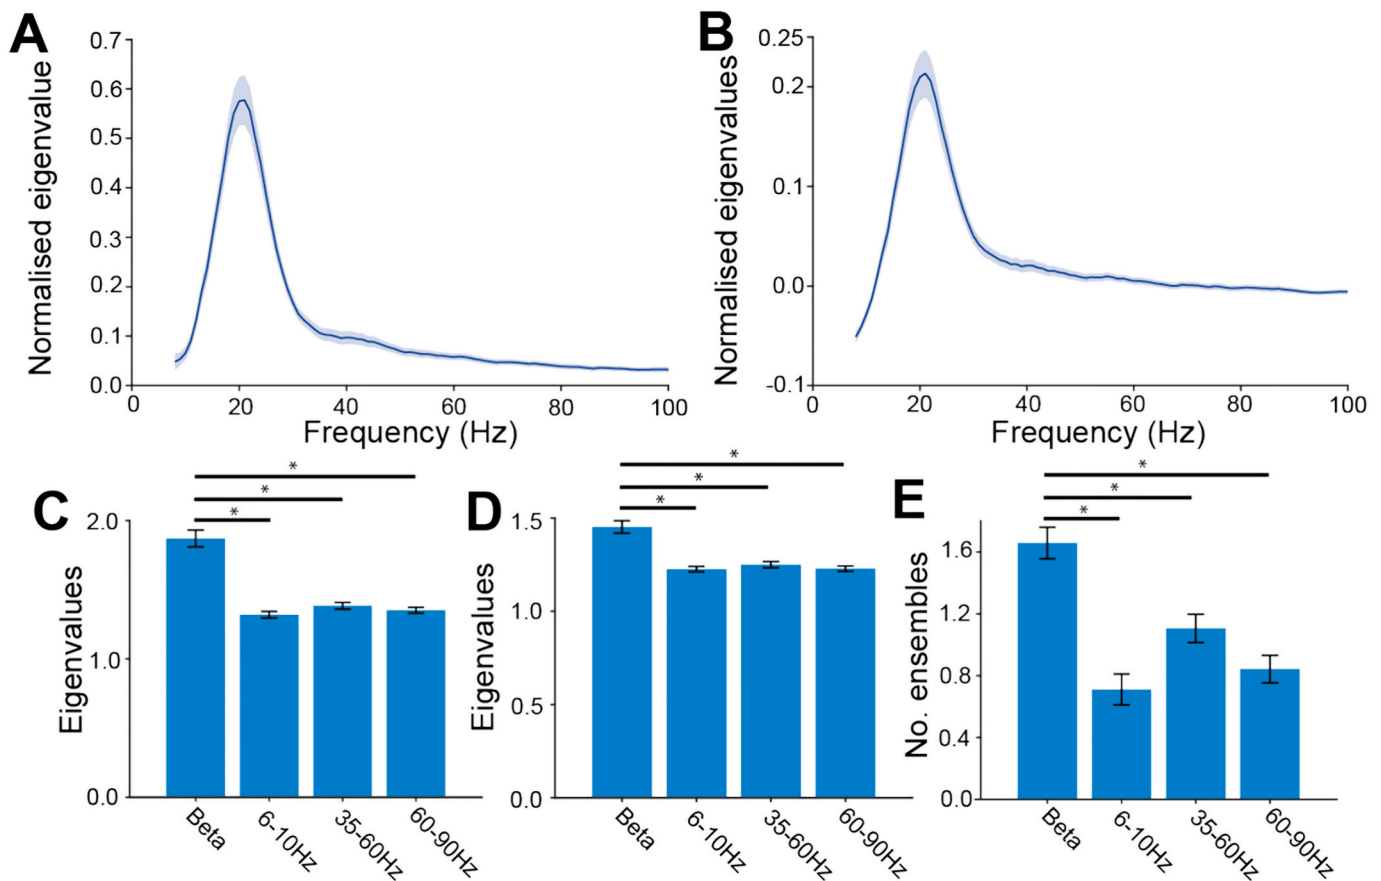 A
Normalised eigenvalue
0.7
0.6
0.5
0.4
0.3
0.2
0.1
0.0
0
20
40
60
80
100
Frequency (Hz)
B
Normalised eigenvalues
0.25
0.2
0.1
0.0
-0.1
0
20
40
60
80
100
Frequency (Hz)
C
Eigenvalues
2.0
1.0
0.0
*
*
*
Beta
6-10Hz
35-60Hz
60-90Hz
D
Eigenvalues
1.5
1.0
0.5
0.0
*
*
*
Beta
6-10Hz
35-60Hz
60-90Hz
E
No. ensembles
1.6
1.2
0.8
0.4
0.0
*
*
*
Beta
6-10Hz
35-60Hz
60-90Hz